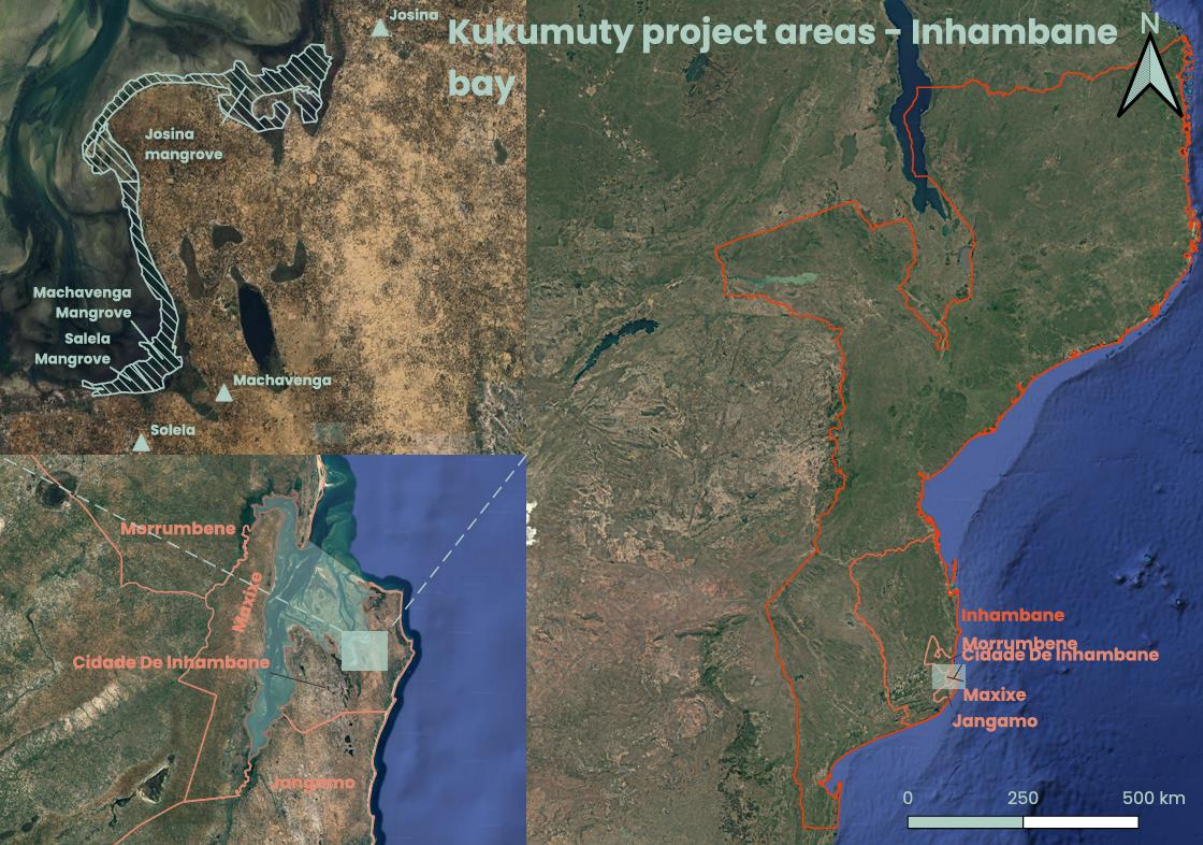 Kukumuty project areas - Inhambane
bay
N
Josina
Josina
mangrove
Machavenga
Mangrove
Salela
Mangrove
Machavenga
Solela
Morrumbene
Maxixe
Cidade De Inhambane
Jangamo
Inhambane
Morrumbene
Cidade De Inhambane
Maxixe
Jangamo
0 250 500 km